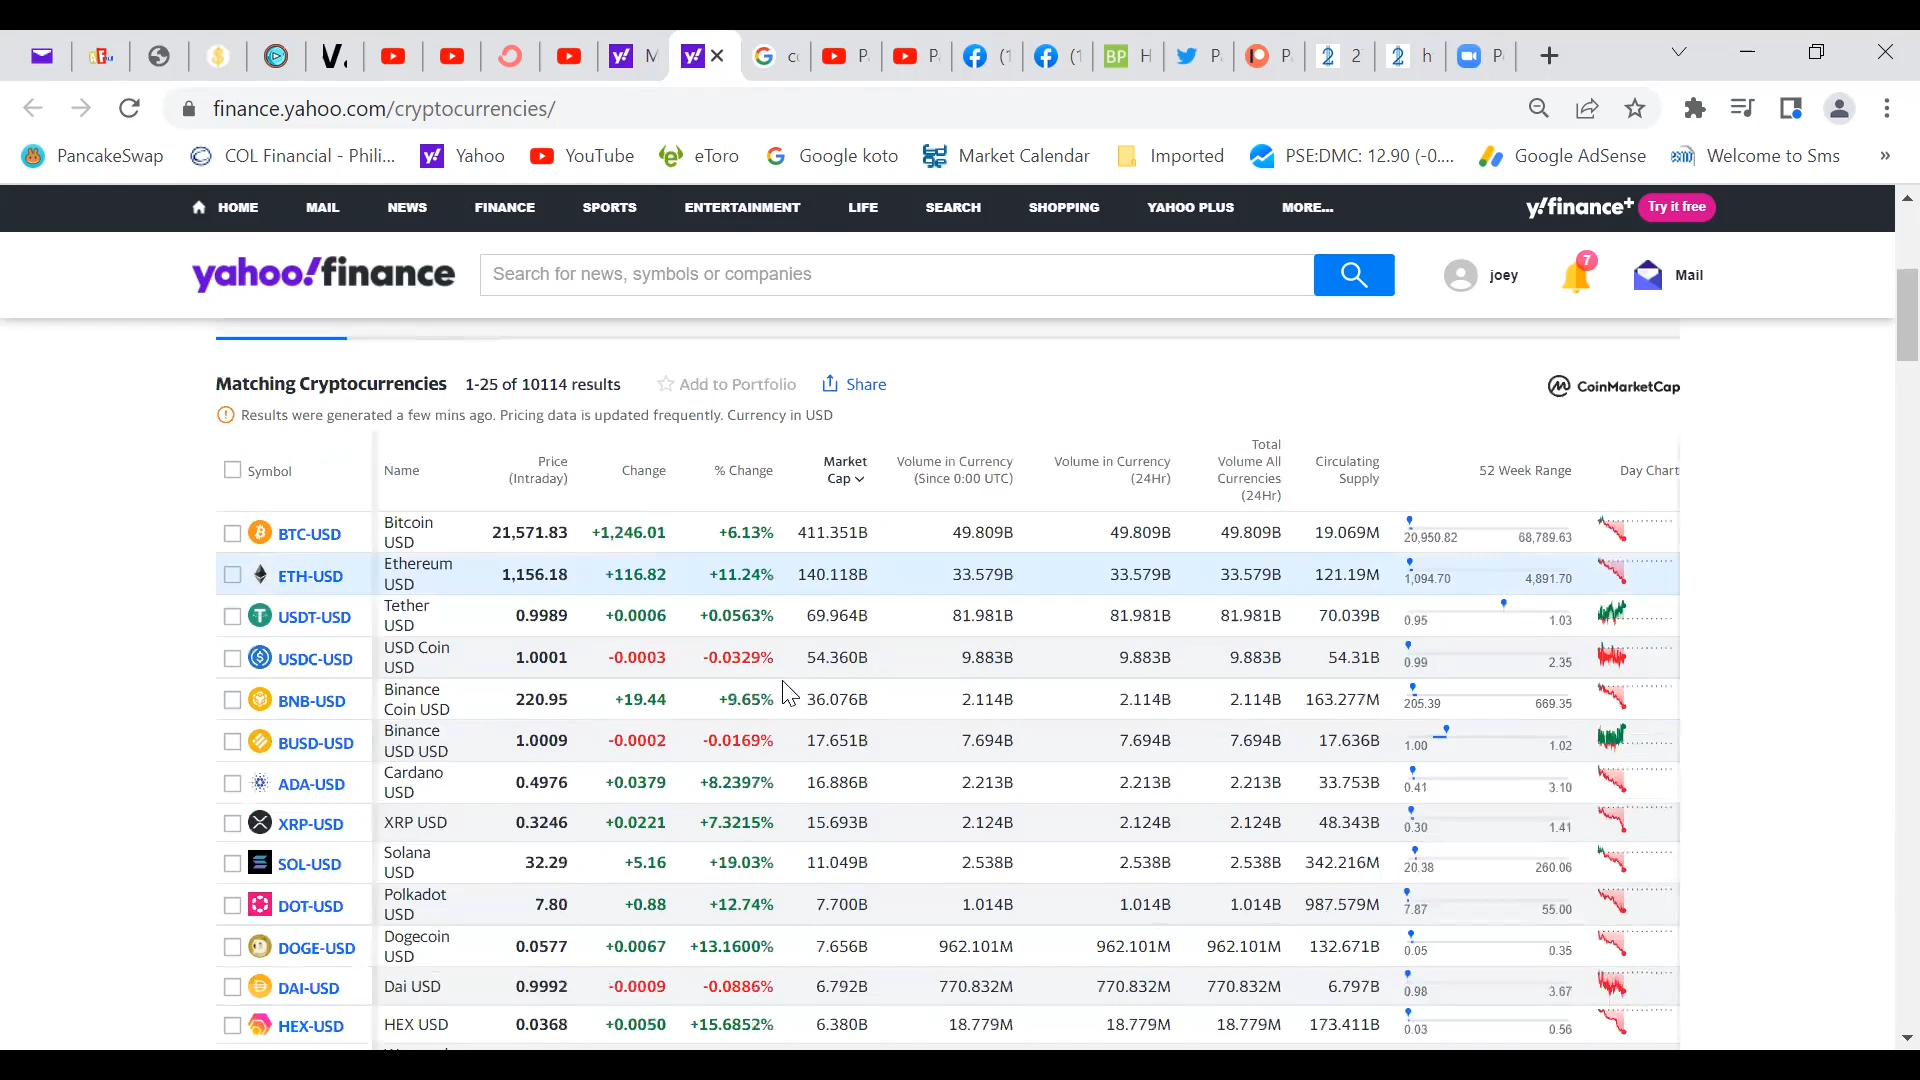 M
c
P
P
(1
(1
BP H
P
P
2
h
P
finance.yahoo.com/cryptocurrencies/
PancakeSwap COL Financial - Phili... Yahoo YouTube eToro Google koto Market Calendar Imported PSE:DMC: 12.90 (-0.... Google AdSense Welcome to Sms »
HOME MAIL NEWS FINANCE SPORTS ENTERTAINMENT LIFE SEARCH SHOPPING YAHOO PLUS MORE... y!finance+ Try it free
yahoo!finance Search for news, symbols or companies joey 7 Mail
Matching Cryptocurrencies 1-25 of 10114 results Add to Portfolio Share CoinMarketCap
Results were generated a few mins ago. Pricing data is updated frequently. Currency in USD
Symbol Name Price (Intraday) Change % Change Market Cap Volume in Currency (Since 0:00 UTC) Volume in Currency (24Hr) Total Volume All Currencies (24Hr) Circulating Supply 52 Week Range Day Chart
BTC-USD Bitcoin USD 21,571.83 +1,246.01 +6.13% 411.351B 49.809B 49.809B 49.809B 19.069M 20,950.82 68,789.63
ETH-USD Ethereum USD 1,156.18 +116.82 +11.24% 140.118B 33.579B 33.579B 33.579B 121.19M 1,094.70 4,891.70
USDT-USD Tether USD 0.9989 +0.0006 +0.0563% 69.964B 81.981B 81.981B 81.981B 70.039B 0.95 1.03
USDC-USD USD Coin USD 1.0001 -0.0003 -0.0329% 54.360B 9.883B 9.883B 9.883B 54.31B 0.99 2.35
BNB-USD Binance Coin USD 220.95 +19.44 +9.65% 36.076B 2.114B 2.114B 2.114B 163.277M 205.39 669.35
BUSD-USD Binance USD USD 1.0009 -0.0002 -0.0169% 17.651B 7.694B 7.694B 7.694B 17.636B 1.00 1.02
ADA-USD Cardano USD 0.4976 +0.0379 +8.2397% 16.886B 2.213B 2.213B 2.213B 33.753B 0.41 3.10
XRP-USD XRP USD 0.3246 +0.0221 +7.3215% 15.693B 2.124B 2.124B 2.124B 48.343B 0.30 1.41
SOL-USD Solana USD 32.29 +5.16 +19.03% 11.049B 2.538B 2.538B 2.538B 342.216M 20.38 260.06
DOT-USD Polkadot USD 7.80 +0.88 +12.74% 7.700B 1.014B 1.014B 1.014B 987.579M 7.87 55.00
DOGE-USD Dogecoin USD 0.0577 +0.0067 +13.1600% 7.656B 962.101M 962.101M 962.101M 132.671B 0.05 0.35
DAI-USD Dai USD 0.9992 -0.0009 -0.0886% 6.792B 770.832M 770.832M 770.832M 6.797B 0.98 3.67
HEX-USD HEX USD 0.0368 +0.0050 +15.6852% 6.380B 18.779M 18.779M 18.779M 173.411B 0.03 0.56